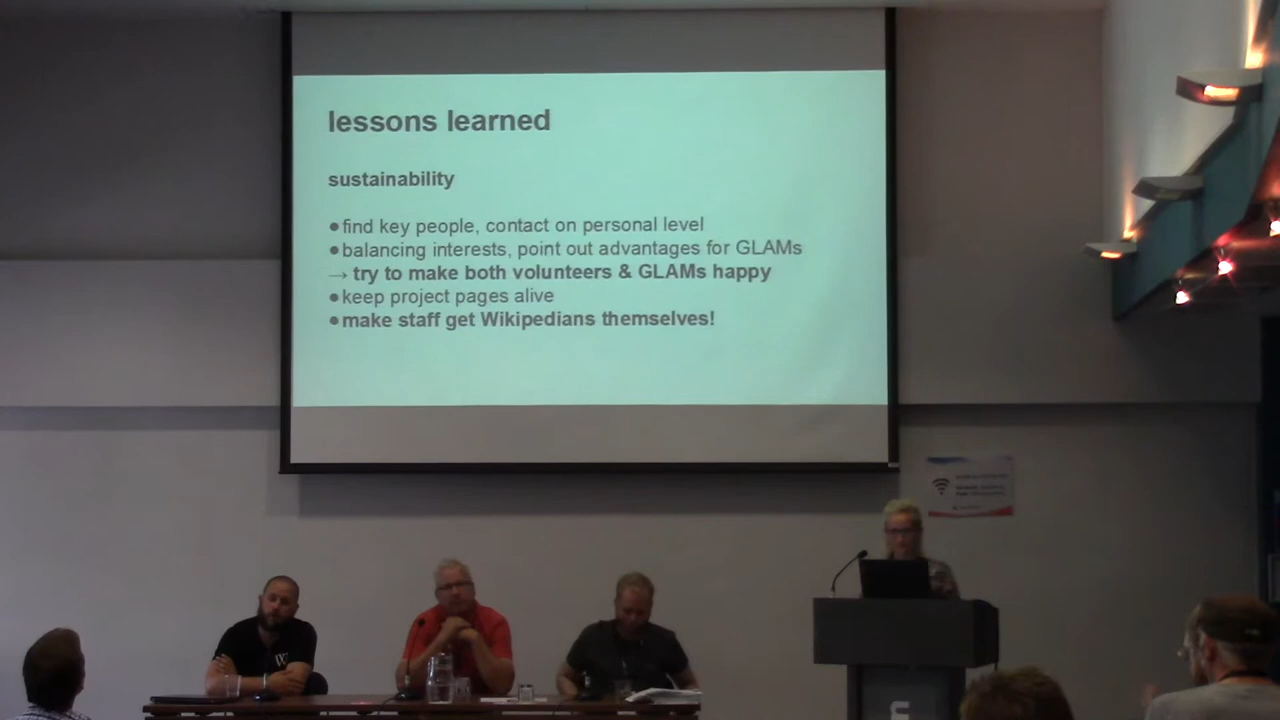 lessons learned
sustainability
●find key people, contact on personal level
●balancing interests, point out advantages for GLAMs
→ try to make both volunteers & GLAMs happy
●keep project pages alive
●make staff get Wikipedians themselves!
W